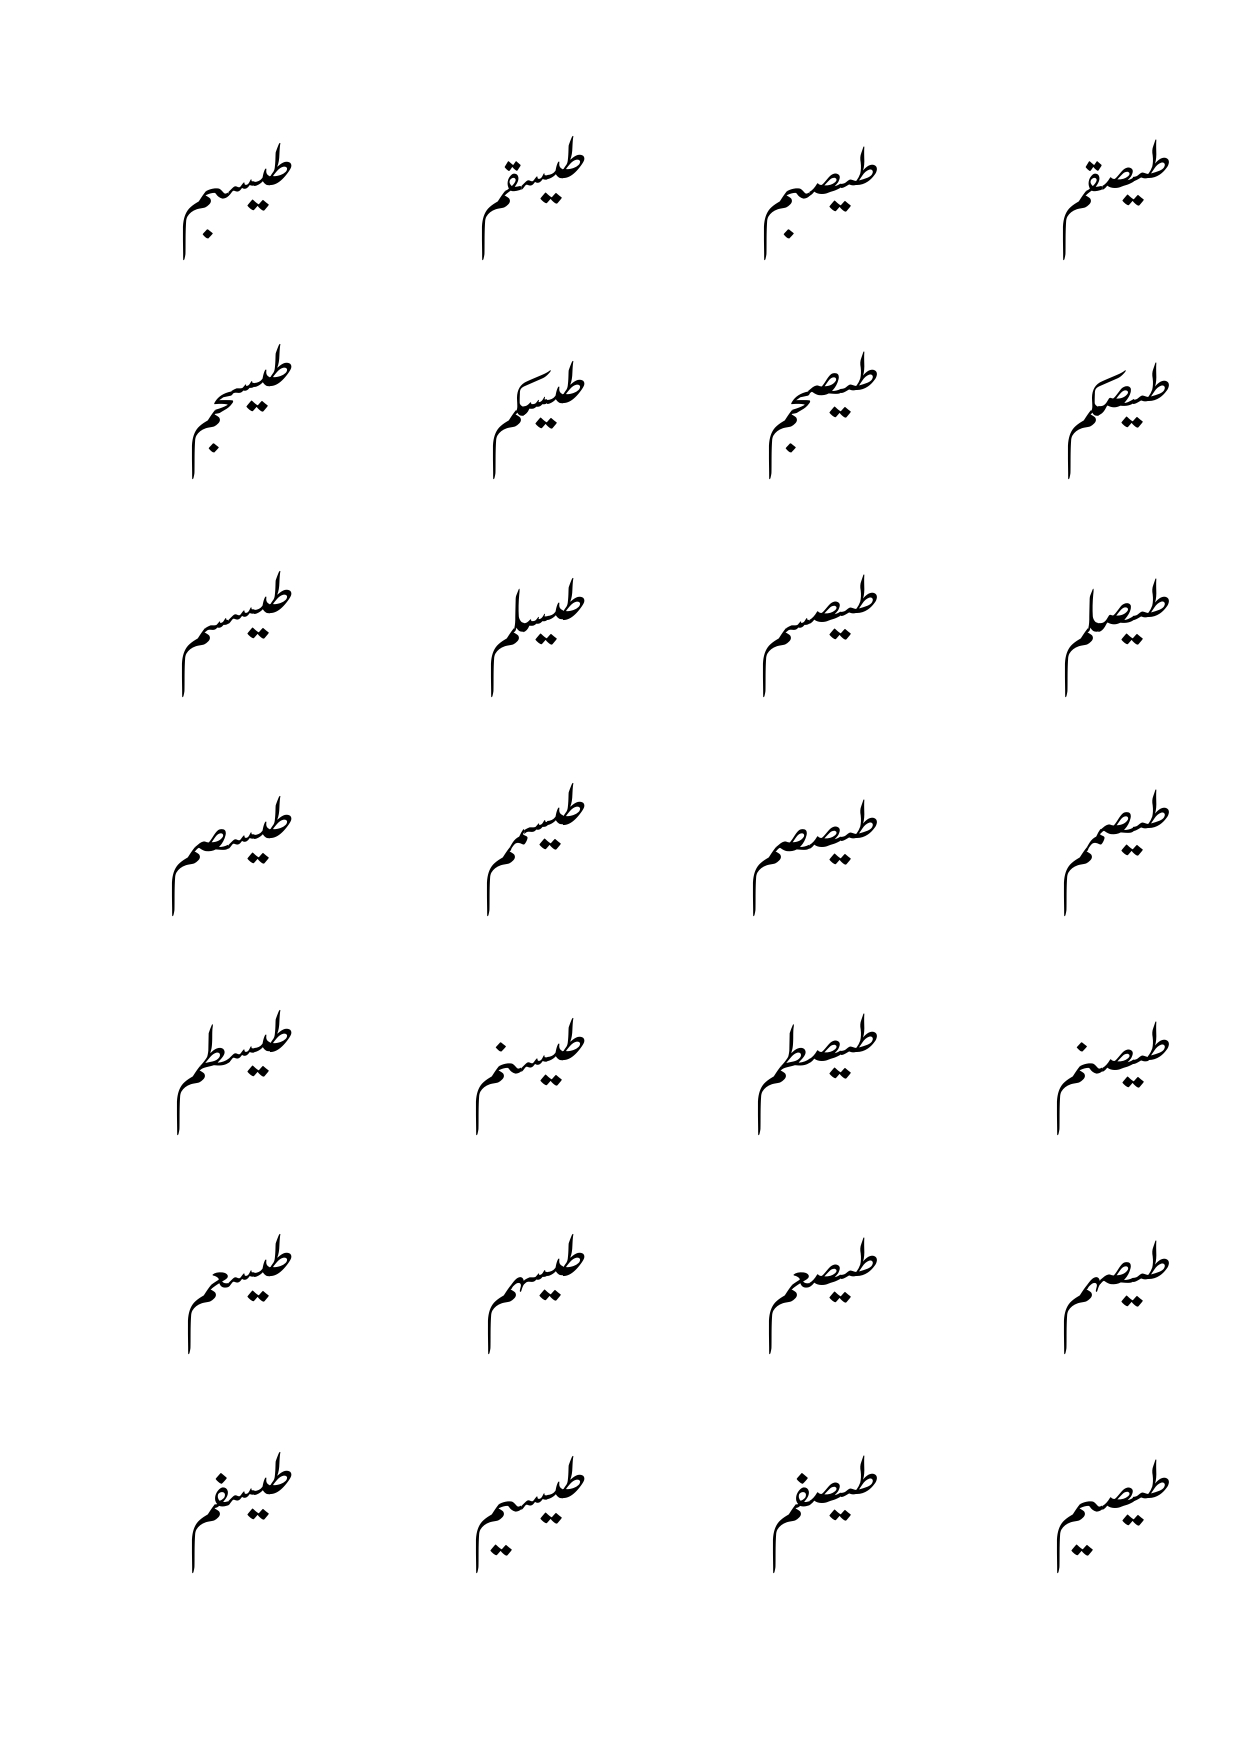 طيصقم طيصبم طيسقم طيسبم
طيصكم طيصجم طيسكم طيسجم
طيصلم طيصسم طيسلم طيسسم
طيصمم طيصصم طيسمم طيسصم
طيصنم طيصطم طيسنم طيسطم
طيصهم طيصعم طيسهم طيسعم
طيصيم طيصفم طيسيم طيسفم